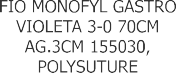 FIO MONOFYL GASTRO
VIOLETA 3-0 70CM
AG.3CM 155030,
POLYSUTURE